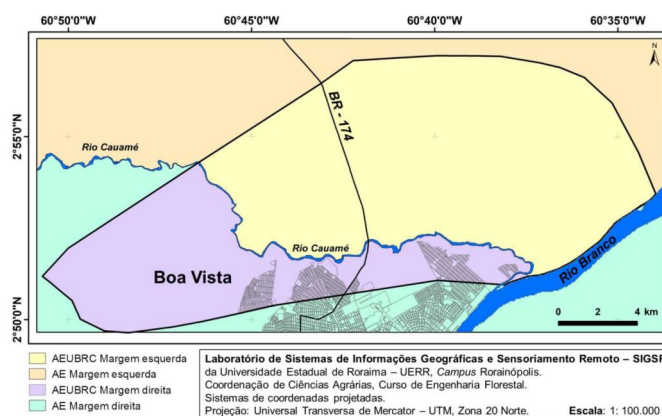 60°50'0"W 60°45'0"W 60°40'0"W 60°35'0"W
N
BR - 174
2°55'0"N
Rio Cauamé
Rio Cauamé
Boa Vista
Rio Branco
2°50'0"N
0 2 4
km
AEUBRC Margem esquerda
AE Margem esquerda
AEUBRC Margem direita
AE Margem direita
Laboratório de Sistemas de Informações Geográficas e Sensoriamento Remoto – SIGSR
da Universidade Estadual de Roraima – UERR, Campus Rorainópolis.
Coordenação de Ciências Agrárias, Curso de Engenharia Florestal.
Sistemas de coordenadas projetadas.
Projeção: Universal Transversa de Mercator – UTM, Zona 20 Norte. Escala: 1: 100.000